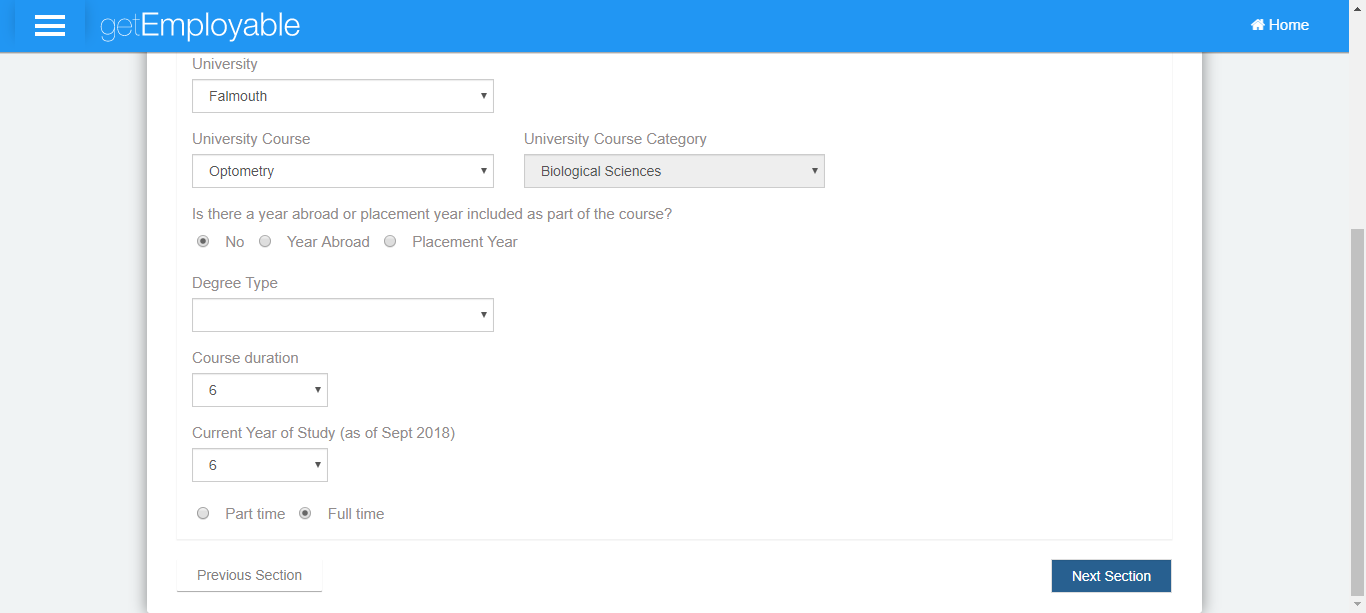 getEmployable Home
University
Falmouth
University Course University Course Category
Optometry Biological Sciences
Is there a year abroad or placement year included as part of the course?
No Year Abroad Placement Year
Degree Type
Course duration
6
Current Year of Study (as of Sept 2018)
6
Part time Full time
Previous Section Next Section